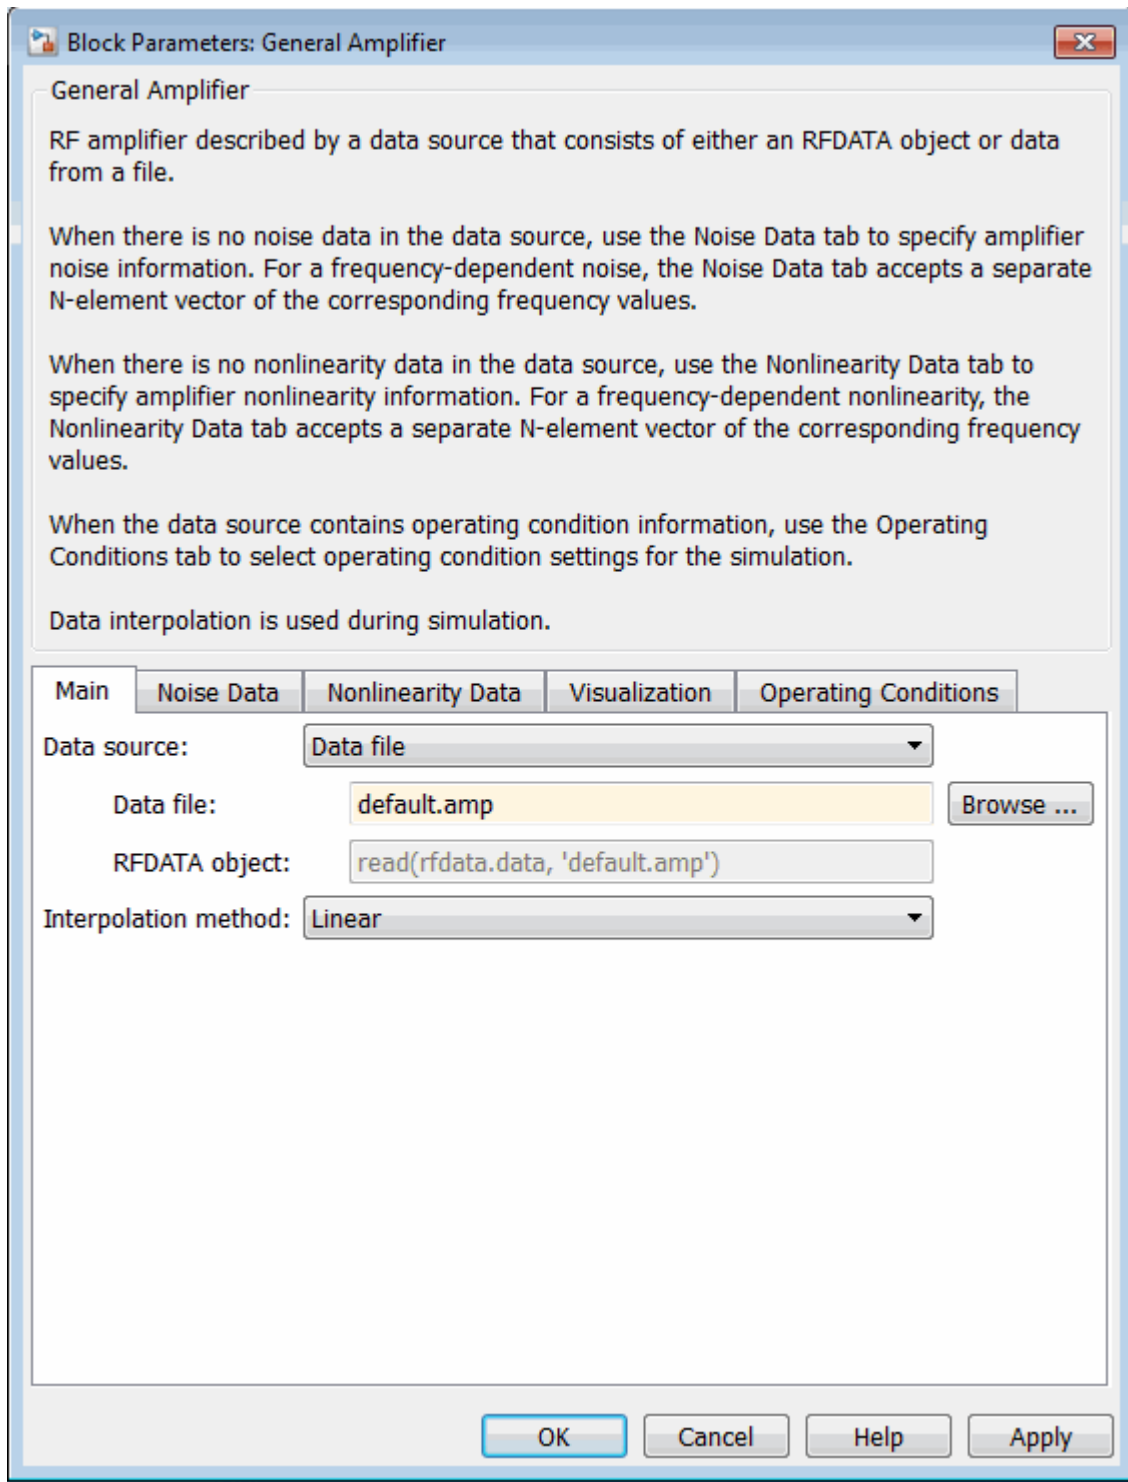 Block Parameters: General Amplifier
General Amplifier
RF amplifier described by a data source that consists of either an RFDATA object or data
from a file.
When there is no noise data in the data source, use the Noise Data tab to specify amplifier
noise information. For a frequency-dependent noise, the Noise Data tab accepts a separate
N-element vector of the corresponding frequency values.
When there is no nonlinearity data in the data source, use the Nonlinearity Data tab to
specify amplifier nonlinearity information. For a frequency-dependent nonlinearity, the
Nonlinearity Data tab accepts a separate N-element vector of the corresponding frequency
values.
When the data source contains operating condition information, use the Operating
Conditions tab to select operating condition settings for the simulation.
Data interpolation is used during simulation.
Main Noise Data Nonlinearity Data Visualization Operating Conditions
Data source: Data file
Data file: default.amp Browse ...
RFDATA object: read(rfdata.data, 'default.amp')
Interpolation method: Linear
OK Cancel Help Apply